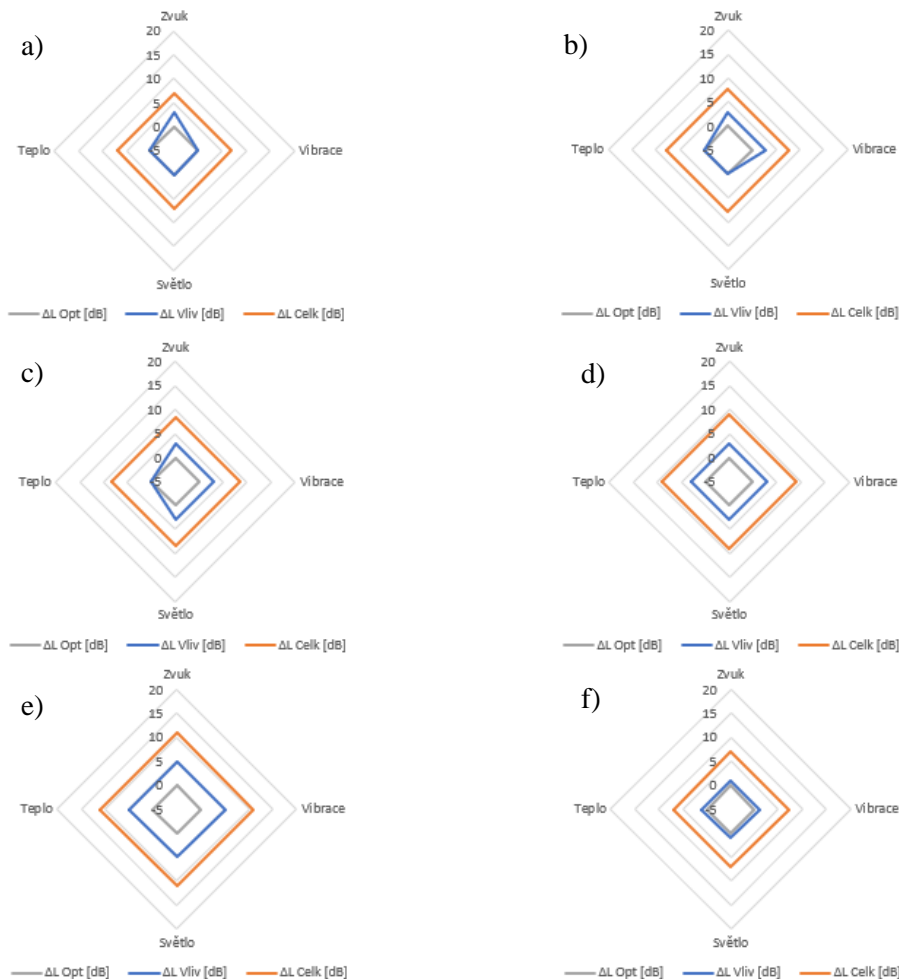 a)
Zvuk
20
15
10
5
0
-5
Teplo
Vibrace
Světlo
ΔL Opt [dB] ΔL Vliv [dB] ΔL Celk [dB]
b)
Zvuk
20
15
10
5
0
-5
Teplo
Vibrace
Světlo
ΔL Opt [dB] ΔL Vliv [dB] ΔL Celk [dB]
c)
Zvuk
20
15
10
5
0
-5
Teplo
Vibrace
Světlo
ΔL Opt [dB] ΔL Vliv [dB] ΔL Celk [dB]
d)
Zvuk
20
15
10
5
0
-5
Teplo
Vibrace
Světlo
ΔL Opt [dB] ΔL Vliv [dB] ΔL Celk [dB]
e)
Zvuk
20
15
10
5
0
-5
Teplo
Vibrace
Světlo
ΔL Opt [dB] ΔL Vliv [dB] ΔL Celk [dB]
f)
Zvuk
20
15
10
5
0
-5
Teplo
Vibrace
Světlo
ΔL Opt [dB] ΔL Vliv [dB] ΔL Celk [dB]